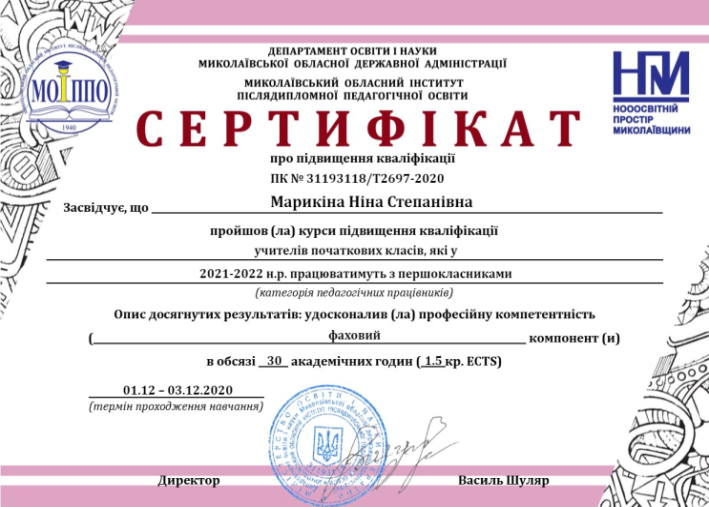 ДЕПАРТАМЕНТ ОСВІТИ І НАУКИ
МИКОЛАЇВСЬКОЇ ОБЛАСНОЇ ДЕРЖАВНОЇ АДМІНІСТРАЦІЇ
МИКОЛАЇВСЬКИЙ ОБЛАСНИЙ ІНСТИТУТ
ПІСЛЯДИПЛОМНОЇ ПЕДАГОГІЧНОЇ ОСВІТИ
МОІППО
1940
НПМ
НОООСВІТНІЙ
ПРОСТІР
МИКОЛАЇВЩИНИ
СЕРТИФІКАТ
про підвищення кваліфікації
ПК № 31193118/Т2697-2020
Засвідчує, що Марикіна Ніна Степанівна
пройшов (ла) курси підвищення кваліфікації
учителів початкових класів, які у
2021-2022 н.р. працюватимуть з першокласниками
(категорія педагогічних працівників)
Опис досягнутих результатів: удосконалив (ла) професійну компетентність
( фаховий компонент (и)
в обсязі 30 академічних годин ( 1.5 кр. ECTS)
01.12 – 03.12.2020
(термін проходження навчання)
Директор Василь Шуляр